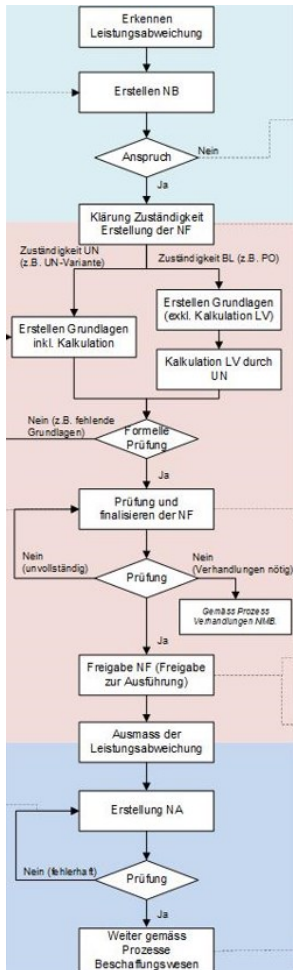 Erkennen
Leistungsabweichung
Erstellen NB
Anspruch
Nein
Ja
Klärung Zuständigkeit
Erstellung der NF
Zuständigkeit UN
(z.B. UN-Variante)
Zuständigkeit BL (z.B. PO)
Erstellen Grundlagen
(exkl. Kalkulation LV)
Erstellen Grundlagen
inkl. Kalkulation
Kalkulation LV durch
UN
Nein (z.B. fehlende
Grundlagen)
Formelle
Prüfung
Ja
Prüfung und
finalisieren der NF
Nein
(unvollständig)
Nein
(Verhandlungen nötig)
Prüfung
Gemäss Prozess
Verhandlungen NMB.
Ja
Freigabe NF (Freigabe
zur Ausführung)
Ausmass der
Leistungsabweichung
Erstellung NA
Nein (fehlerhaft)
Prüfung
Ja
Weiter gemäss
Prozesse
Beschaffungswesen